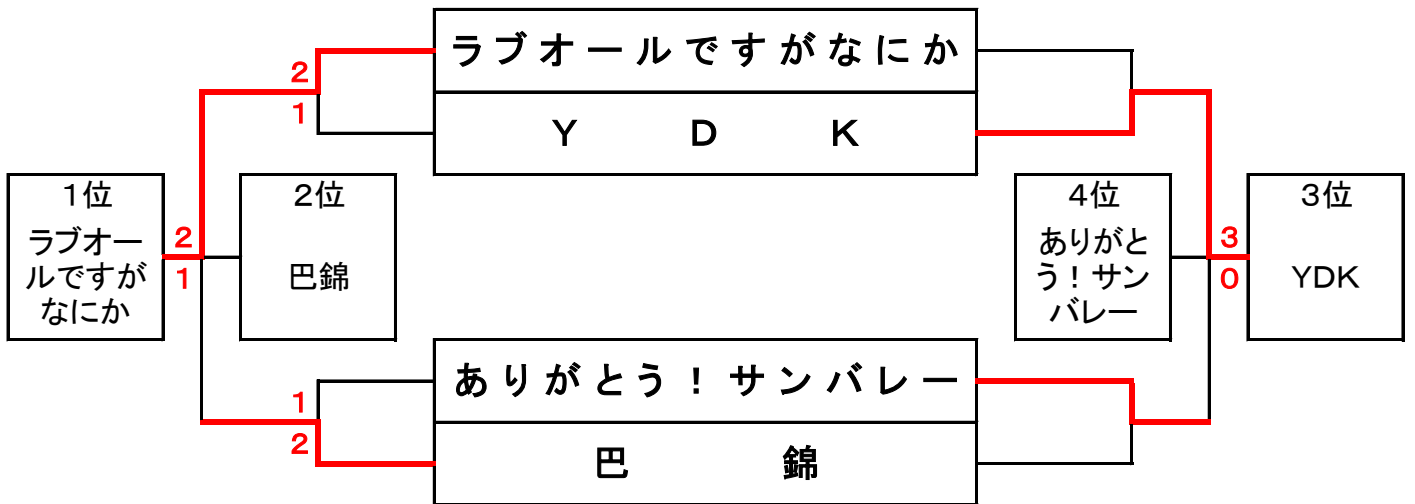 ラブオールですがなにか
2
1
Y D K
1位
ラブオー
ルですが
なにか
2
1
2位
巴錦
4位
ありがと
う！サン
バレー
3
0
3位
YDK
ありがとう！サンバレー
1
2
巴 錦